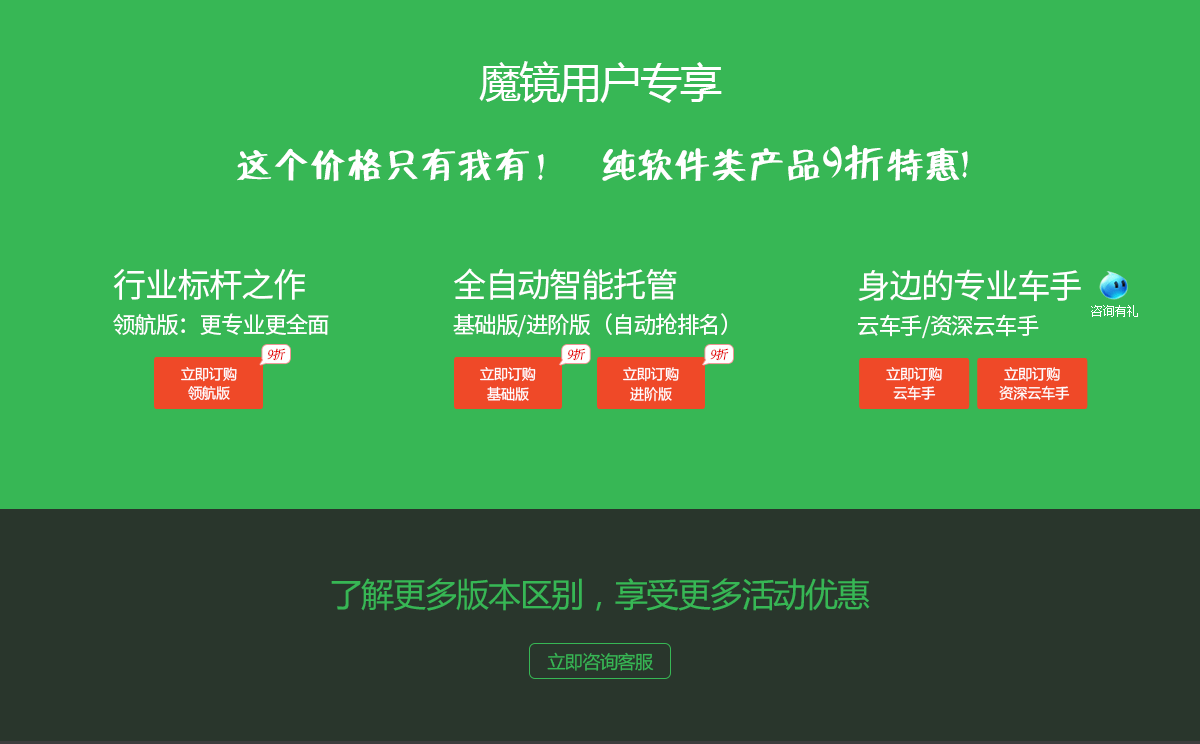 魔镜用户专享
这个价格只有我有！ 纯软件类产品9折特惠!
行业标杆之作
领航版：更专业更全面
9折
立即订购
领航版
全自动智能托管
基础版/进阶版（自动抢排名）
9折
立即订购
基础版
9折
立即订购
进阶版
身边的专业车手
咨询有礼
云车手/资深云车手
立即订购
云车手
立即订购
资深云车手
了解更多版本区别，享受更多活动优惠
立即咨询客服